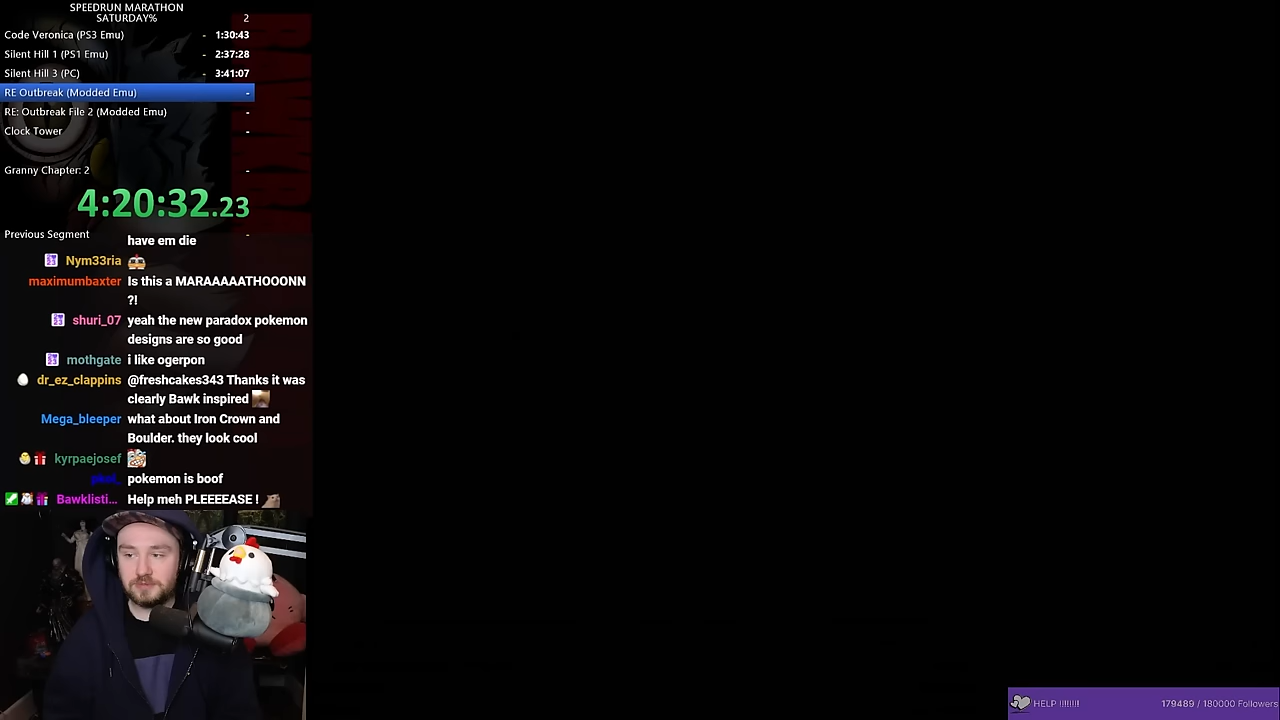 SPEEDRUN MARATHON
SATURDAY% 2
Code Veronica (PS3 Emu) - 1:30:43
Silent Hill 1 (PS1 Emu) - 2:37:28
Silent Hill 3 (PC) - 3:41:07
RE Outbreak (Modded Emu) -
RE: Outbreak File 2 (Modded Emu) -
Clock Tower -
Granny Chapter: 2 -
4:20:32.23
Previous Segment -
have em die
Nym33ria
maximumbaxter Is this a MARAAAAATHOOONN
?!
shuri_07 yeah the new paradox pokemon
designs are so good
mothgate i like ogerpon
dr_ez_clappins @freshcakes343 Thanks it was
clearly Bawk inspired
Mega_bleeper what about Iron Crown and
Boulder. they look cool
kyrpaejosef
pokemon is boof
Bawklisti... Help meh PLEEEEASE !
HELP !!!!!!! 179489 / 180000 Followers